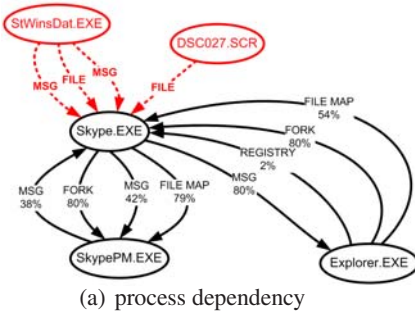 StWinsDat.EXE
DSC027.SCR
MSG
FILE
MSG
FILE
Skype.EXE
FILE MAP
54%
FORK
80%
REGISTRY
2%
MSG
80%
MSG
38%
FORK
80%
MSG
42%
FILE MAP
79%
SkypePM.EXE
Explorer.EXE
(a) process dependency